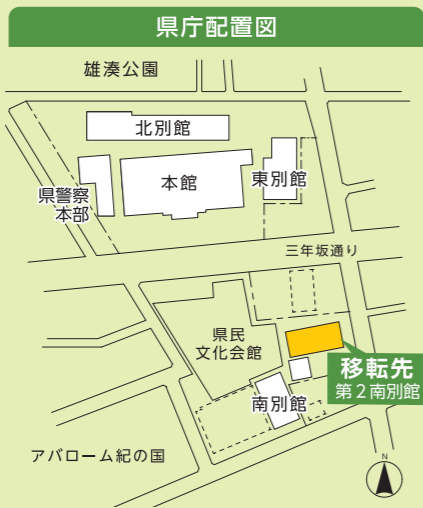 県庁配置図
雄湊公園
北別館
本館
東別館
県警察
本部
三年坂通り
県民
文化会館
移転先
第2南別館
南別館
アバローム紀の国
N